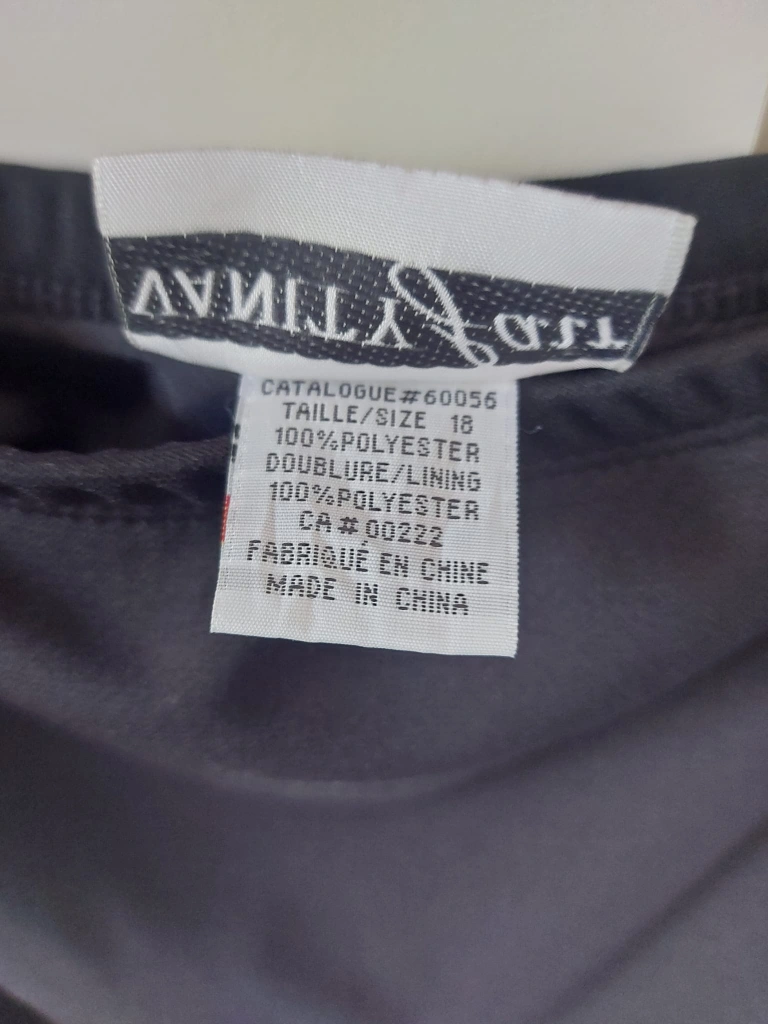 VANITY Fair
CATALOGUE#60056
TAILLE/SIZE 18
100%POLYESTER
DOUBLURE/LINING
100%POLYESTER
CA#00222
FABRIQUÉ EN CHINE
MADE IN CHINA